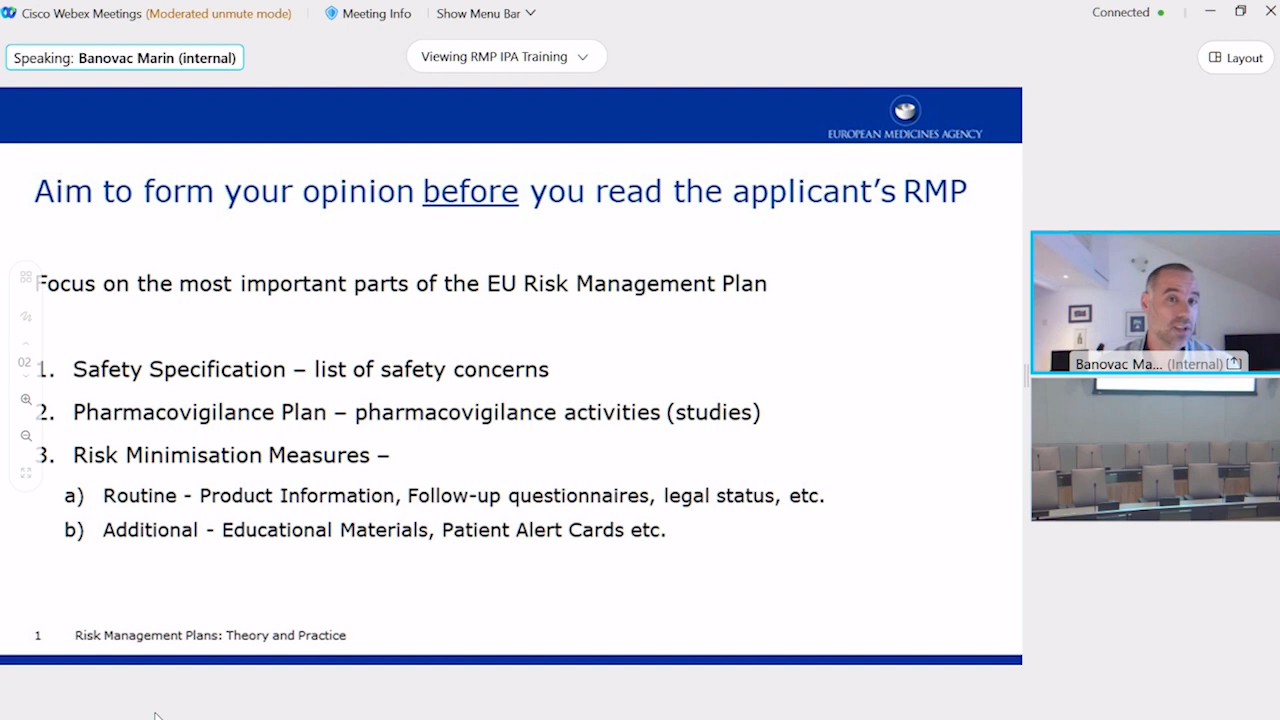 Cisco Webex Meetings (Moderated unmute mode) Meeting Info Show Menu Bar Connected
Speaking: Banovac Marin (internal) Viewing RMP IPA Training Layout
EUROPEAN MEDICINES AGENCY
Aim to form your opinion before you read the applicant's RMP
Focus on the most important parts of the EU Risk Management Plan
02
1. Safety Specification – list of safety concerns
2. Pharmacovigilance Plan – pharmacovigilance activities (studies)
3. Risk Minimisation Measures –
a) Routine - Product Information, Follow-up questionnaires, legal status, etc.
b) Additional - Educational Materials, Patient Alert Cards etc.
Banovac Ma... (Internal)
1 Risk Management Plans: Theory and Practice